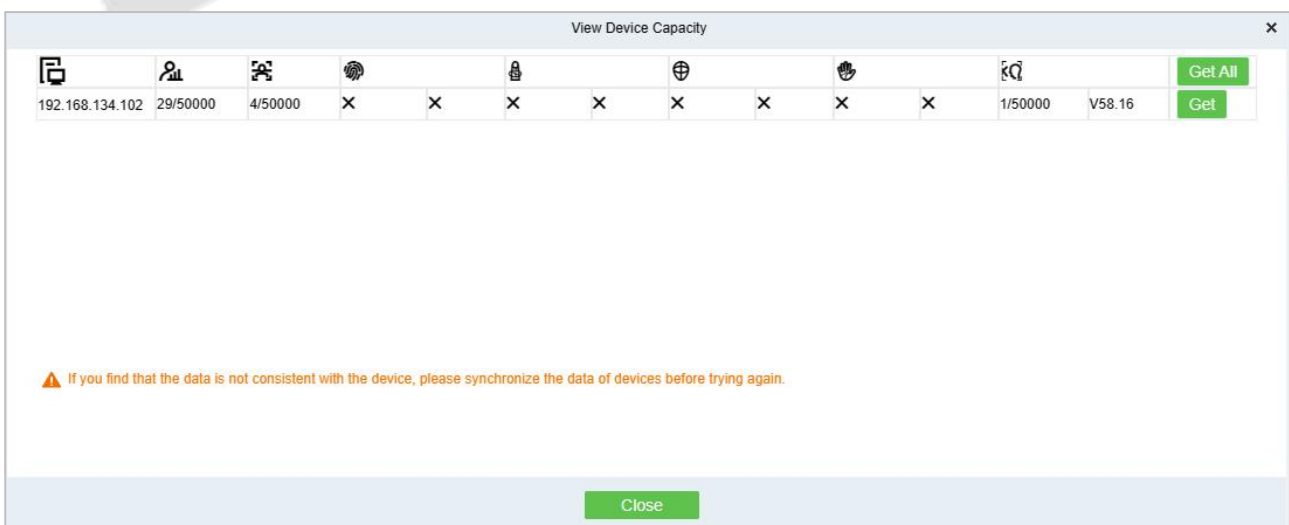 View Device Capacity
Get All
192.168.134.102 29/50000 4/50000 1/50000 V58.16 Get
If you find that the data is not consistent with the device, please synchronize the data of devices before trying again.
Close